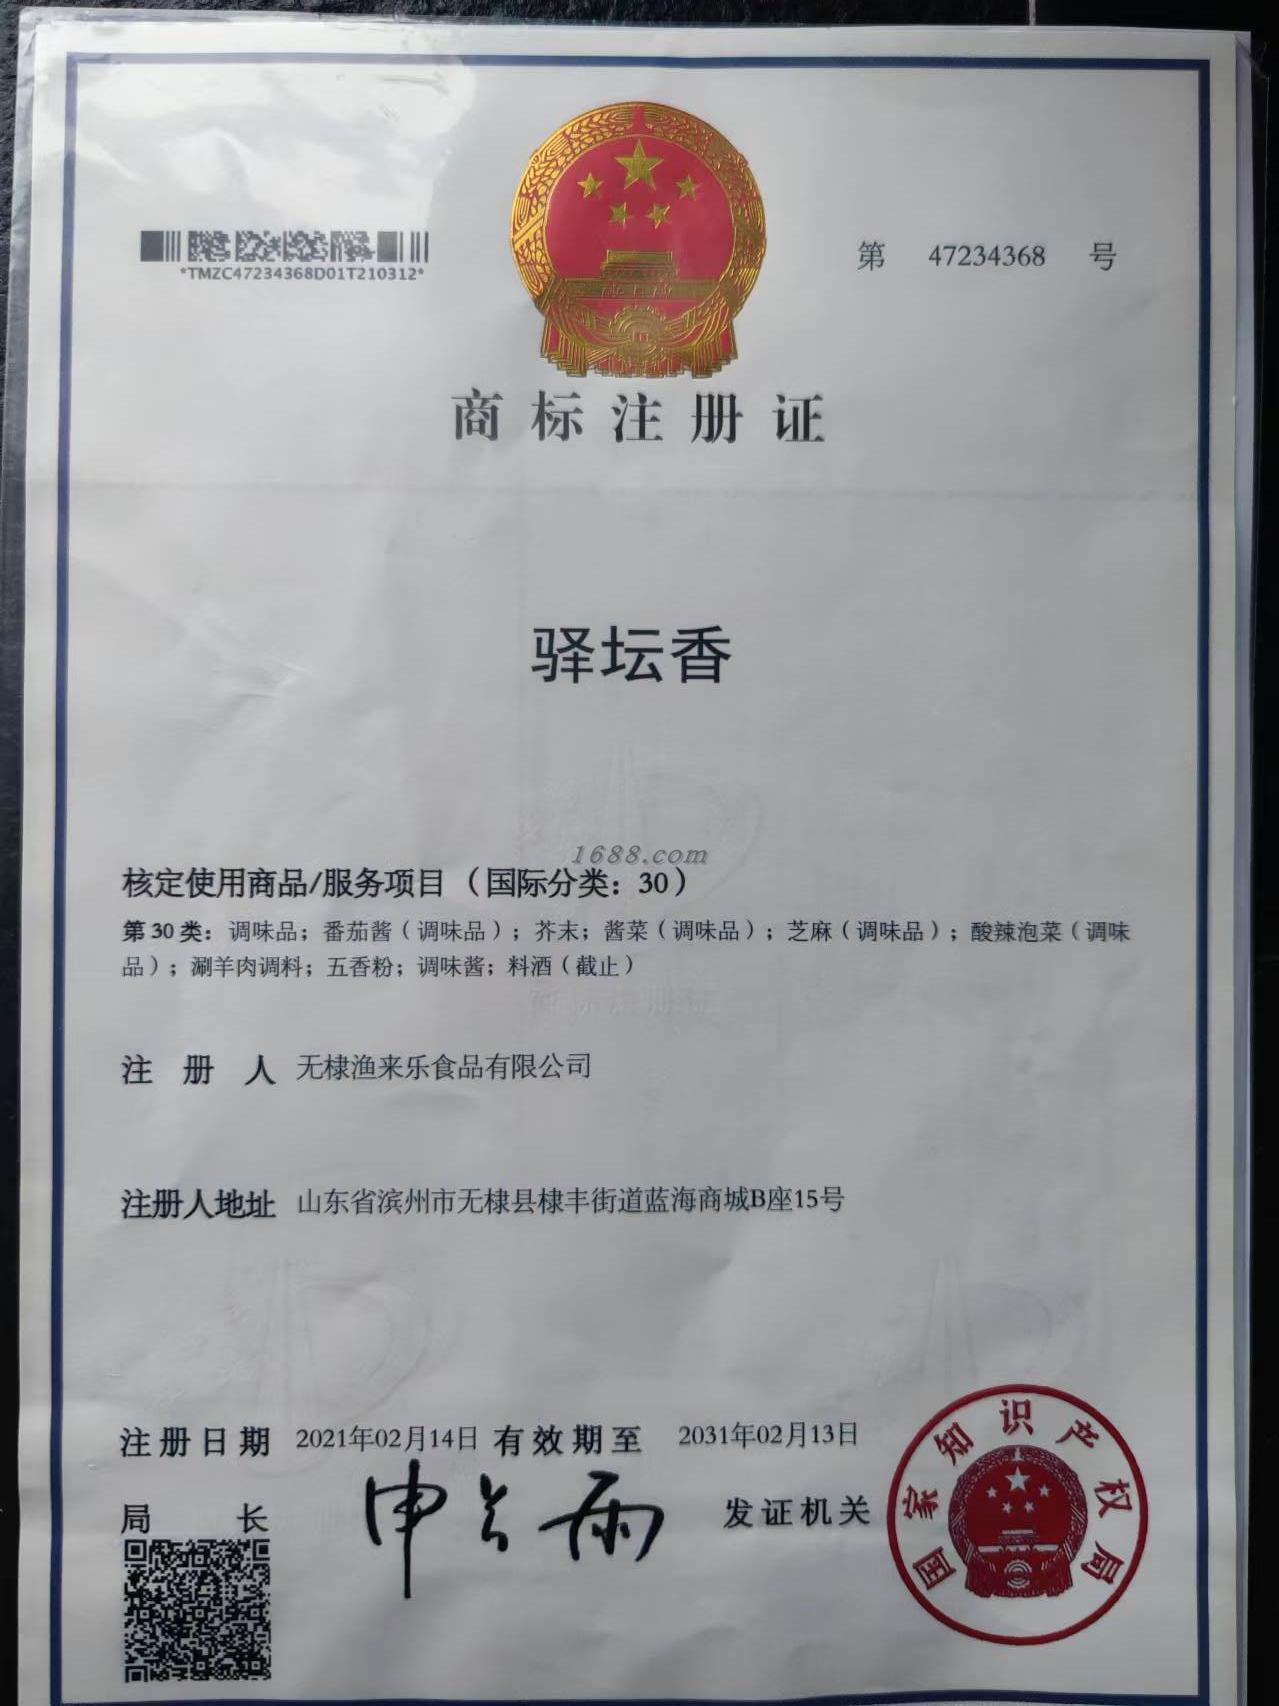 *TMZC47234368D01T210312*
第 47234368 号
商标注册证
驿坛香
1688.com
核定使用商品/服务项目（国际分类：30）
第30类：调味品；番茄酱（调味品）；芥末；酱菜（调味品）；芝麻（调味品）；酸辣泡菜（调味
品）；涮羊肉调料；五香粉；调味酱；料酒（截止）
商标注册证
注册人 无棣渔来乐食品有限公司
注册人地址 山东省滨州市无棣县棣丰街道蓝海商城B座15号
注册日期 2021年02月14日 有效期至 2031年02月13日
局长 申长雨 发证机关
国家知识产权局